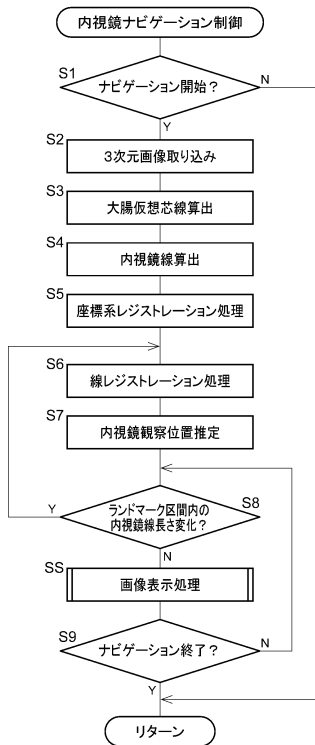 内視鏡ナビゲーション制御
S1
ナビゲーション開始？
N
Y
S2
3次元画像取り込み
S3
大腸仮想芯線算出
S4
内視鏡線算出
S5
座標系レジストレーション処理
S6
線レジストレーション処理
S7
内視鏡観察位置推定
Y
ランドマーク区間内の
内視鏡線長さ変化？
S8
N
SS
画像表示処理
S9
ナビゲーション終了？
N
Y
リターン